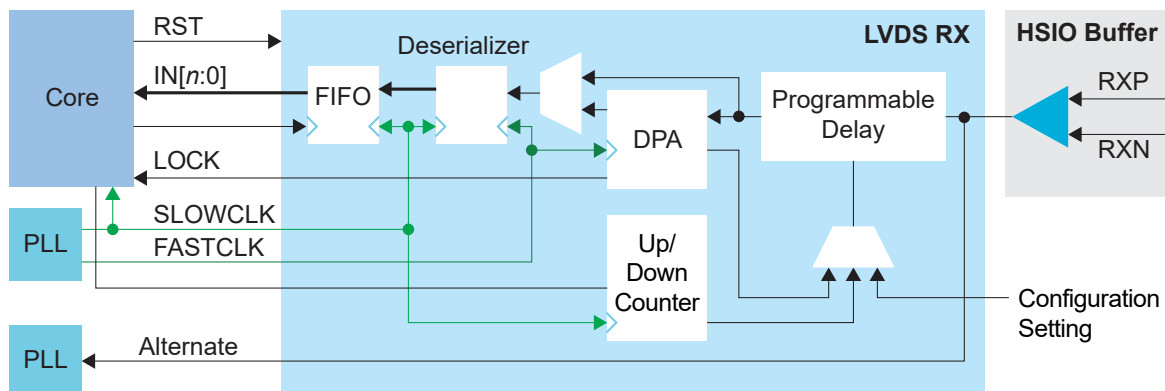 RST
LVDS RX
HSIO Buffer
Deserializer
IN[n:0]
Core
FIFO
Programmable
Delay
RXP
RXN
DPA
LOCK
SLOWCLK
PLL
FASTCLK
Up/
Down
Counter
Configuration
Setting
PLL
Alternate